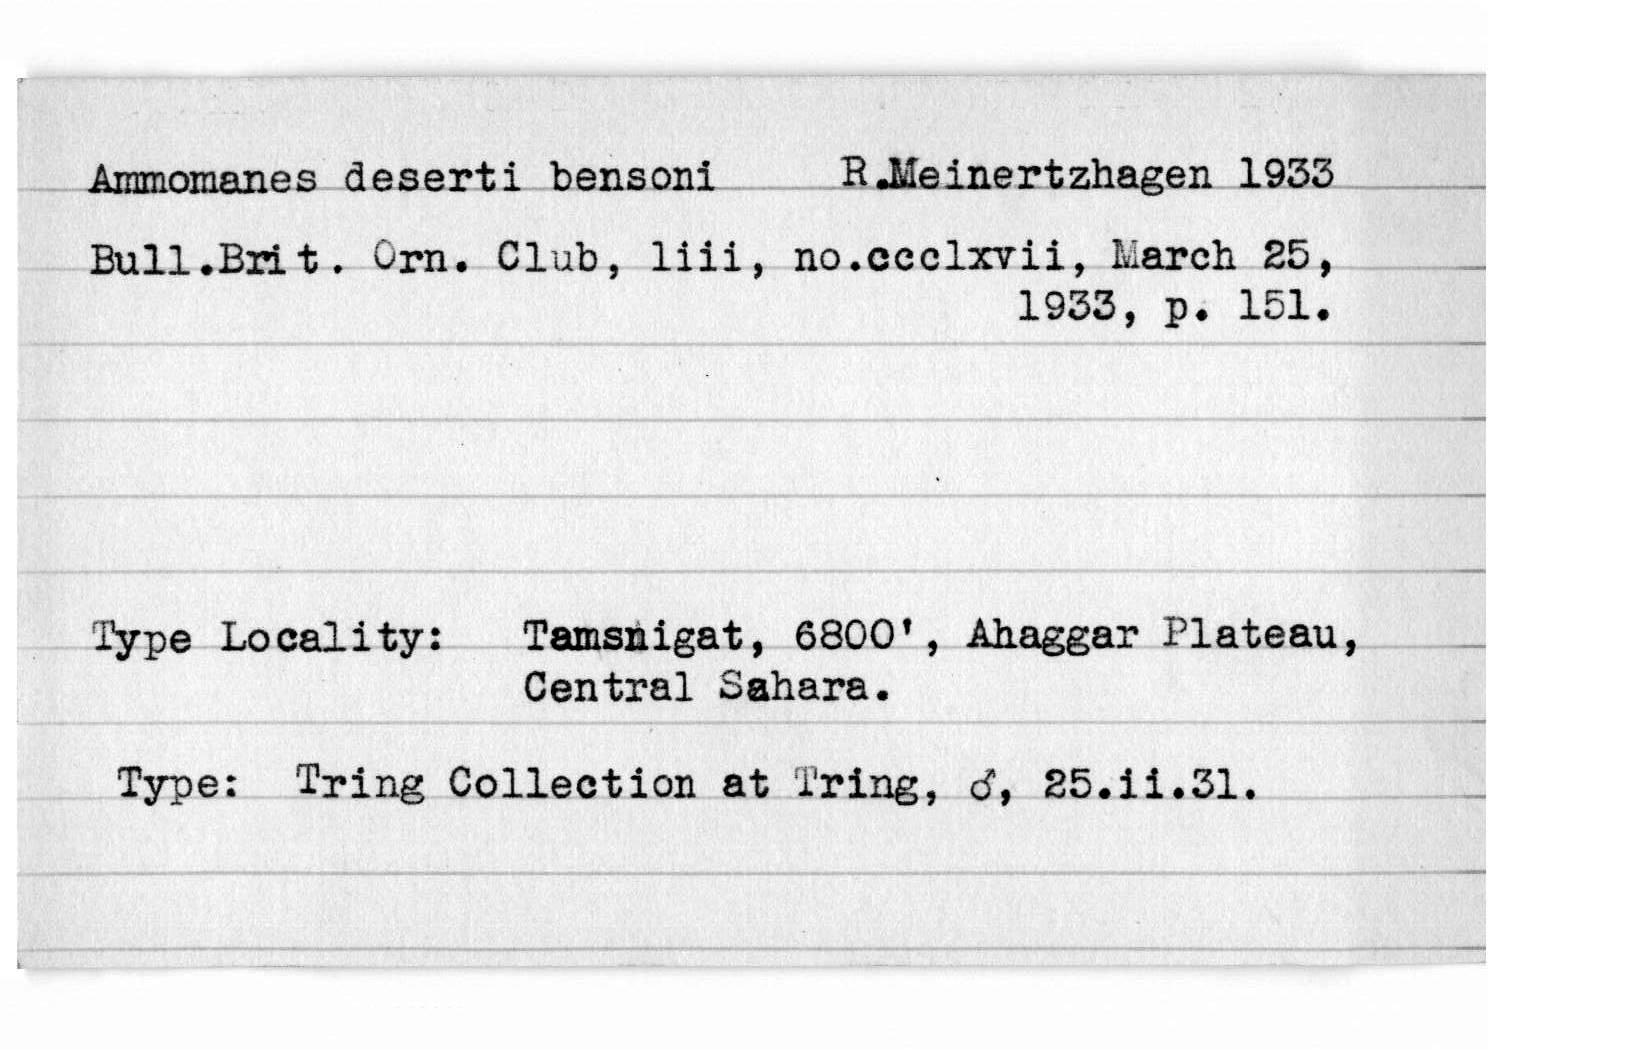 Ammomanes deserti bensoni R.Meinertzhagen 1933
Bull.Brit. Orn. Club, liii, no.ccclxvii, March 25,
1933, p. 151.
Type Locality: Tamsnigat, 6800', Ahaggar Plateau,
Central Sahara.
Type: Tring Collection at Tring, ♂, 25.ii.31.